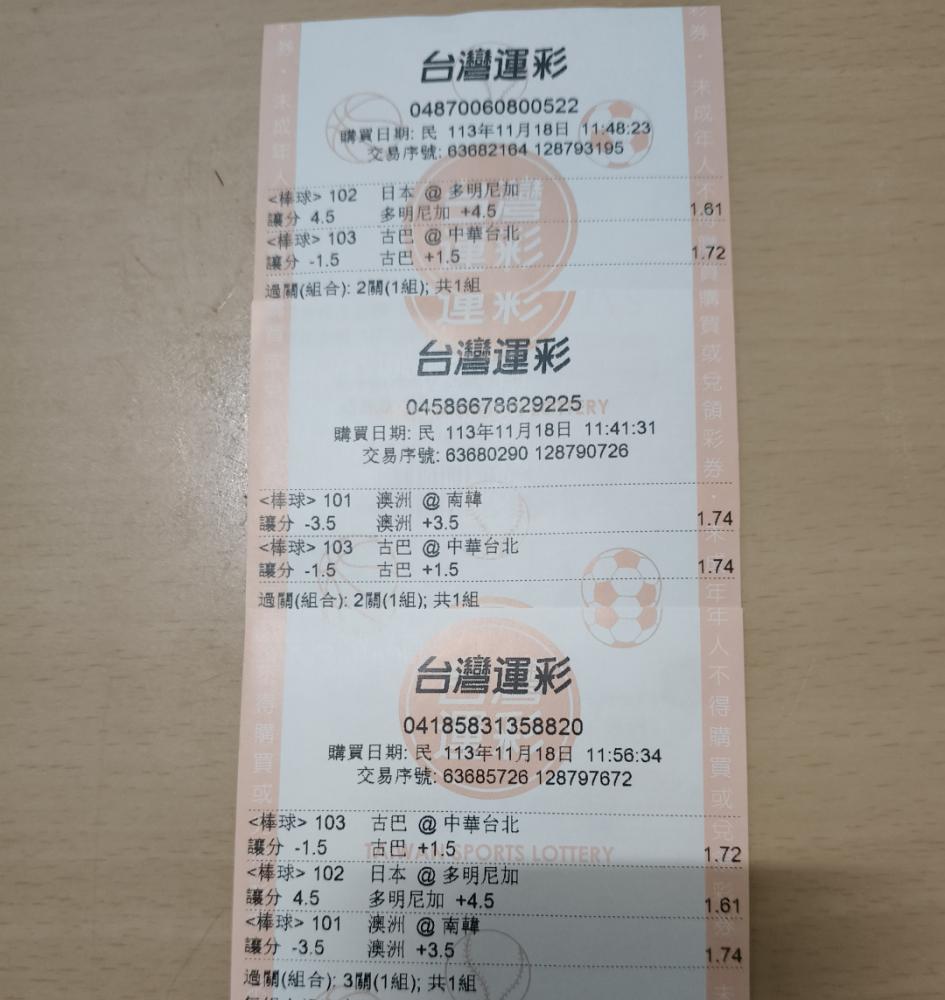 台灣運彩
04870060800522
購買日期: 民 113年11月18日 11:48:23
交易序號: 63682164 128793195
<棒球> 102 日本 @ 多明尼加
讓分 4.5 多明尼加 +4.5 1.61
<棒球> 103 古巴 @ 中華台北
讓分 -1.5 古巴 +1.5 1.72
過關(組合): 2關(1組); 共1組
台灣運彩
04586678629225
購買日期: 民 113年11月18日 11:41:31
交易序號: 63680290 128790726
<棒球> 101 澳洲 @ 南韓
讓分 -3.5 澳洲 +3.5 1.74
<棒球> 103 古巴 @ 中華台北
讓分 -1.5 古巴 +1.5 1.74
過關(組合): 2關(1組); 共1組
台灣運彩
04185831358820
購買日期: 民 113年11月18日 11:56:34
交易序號: 63685726 128797672
<棒球> 103 古巴 @ 中華台北
讓分 -1.5 古巴 +1.5 1.72
TAIWAN SPORTS LOTTERY
<棒球> 102 日本 @ 多明尼加
讓分 4.5 多明尼加 +4.5 1.61
<棒球> 101 澳洲 @ 南韓
讓分 -3.5 澳洲 +3.5 1.74
過關(組合): 3關(1組); 共1組